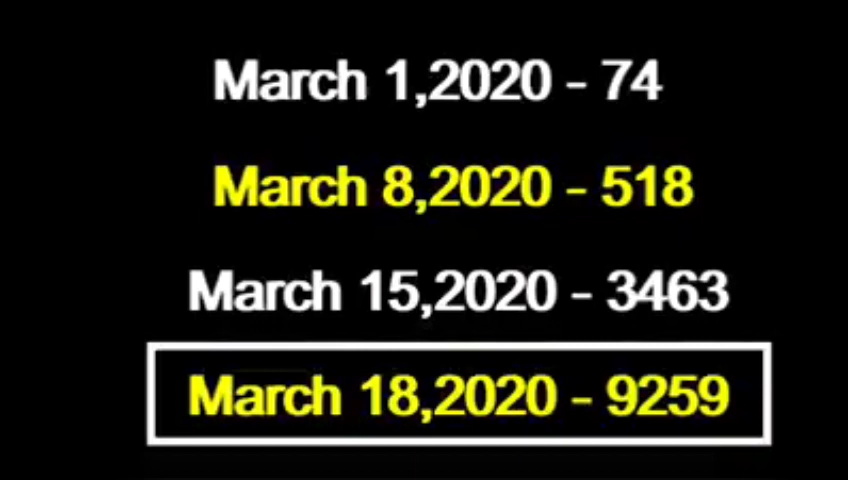 March 1,2020 - 74
March 8,2020 - 518
March 15,2020 - 3463
March 18,2020 - 9259